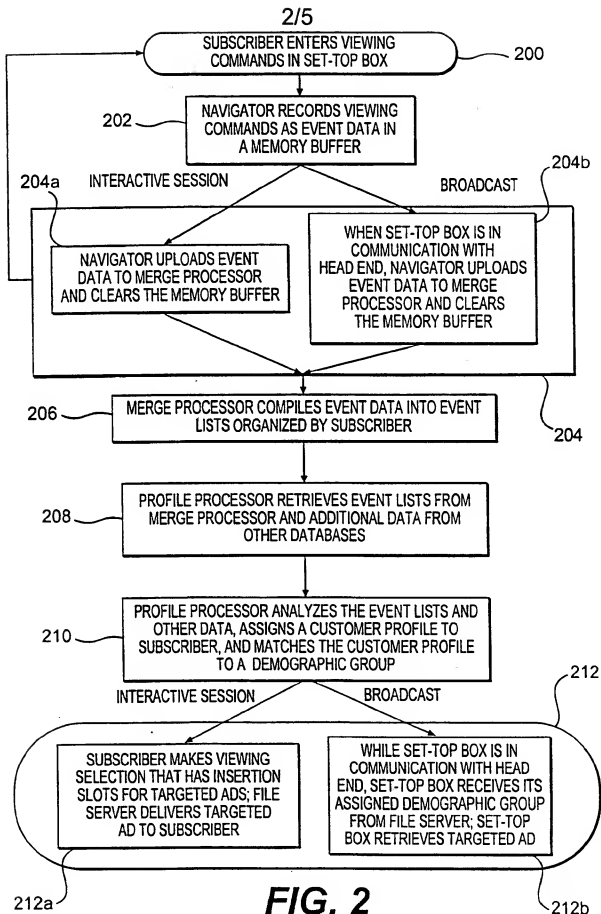 2/5
SUBSCRIBER ENTERS VIEWING
COMMANDS IN SET-TOP BOX
200
202
NAVIGATOR RECORDS VIEWING
COMMANDS AS EVENT DATA IN
A MEMORY BUFFER
204a
INTERACTIVE SESSION
BROADCAST
204b
NAVIGATOR UPLOADS EVENT
DATA TO MERGE PROCESSOR
AND CLEARS THE MEMORY BUFFER
WHEN SET-TOP BOX IS IN
COMMUNICATION WITH
HEAD END, NAVIGATOR UPLOADS
EVENT DATA TO MERGE
PROCESSOR AND CLEARS
THE MEMORY BUFFER
204
206
MERGE PROCESSOR COMPILES EVENT DATA INTO EVENT
LISTS ORGANIZED BY SUBSCRIBER
208
PROFILE PROCESSOR RETRIEVES EVENT LISTS FROM
MERGE PROCESSOR AND ADDITIONAL DATA FROM
OTHER DATABASES
210
PROFILE PROCESSOR ANALYZES THE EVENT LISTS AND
OTHER DATA, ASSIGNS A CUSTOMER PROFILE TO
SUBSCRIBER, AND MATCHES THE CUSTOMER PROFILE
TO A DEMOGRAPHIC GROUP
INTERACTIVE SESSION
BROADCAST
212
SUBSCRIBER MAKES VIEWING
SELECTION THAT HAS INSERTION
SLOTS FOR TARGETED ADS; FILE
SERVER DELIVERS TARGETED
AD TO SUBSCRIBER
WHILE SET-TOP BOX IS IN
COMMUNICATION WITH HEAD
END, SET-TOP BOX RECEIVES ITS
ASSIGNED DEMOGRAPHIC GROUP
FROM FILE SERVER; SET-TOP
BOX RETRIEVES TARGETED AD
212a
FIG. 2
212b